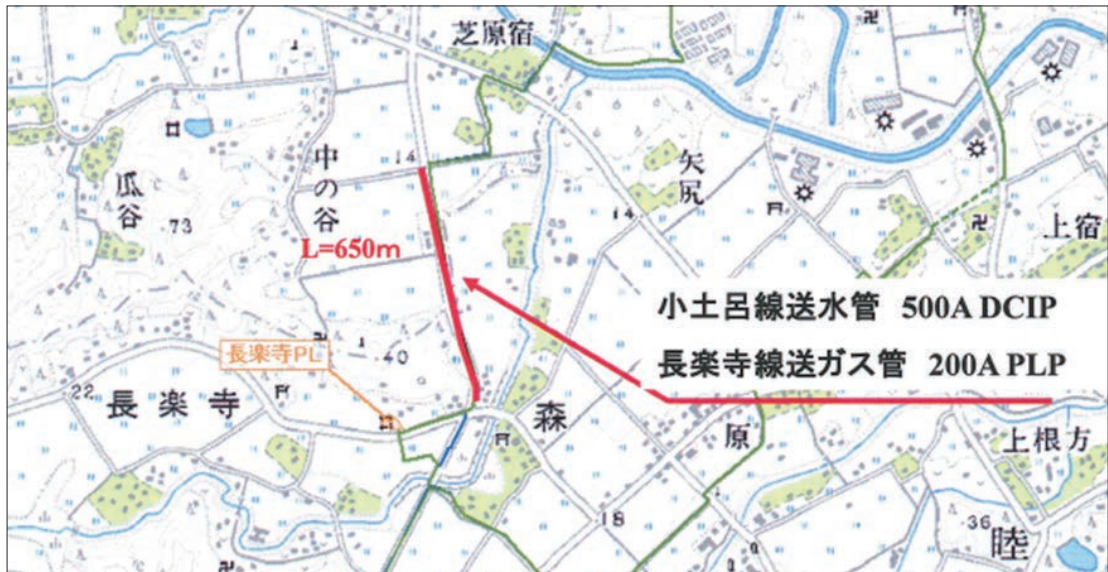 芝原宿
14
中の谷
瓜谷
73
L=650m
矢尻
14
上宿
小土呂線送水管 500A DCIP
長楽寺線送ガス管 200A PLP
長楽寺PL
40
22
長楽寺
森
原
上根方
18
36
睦